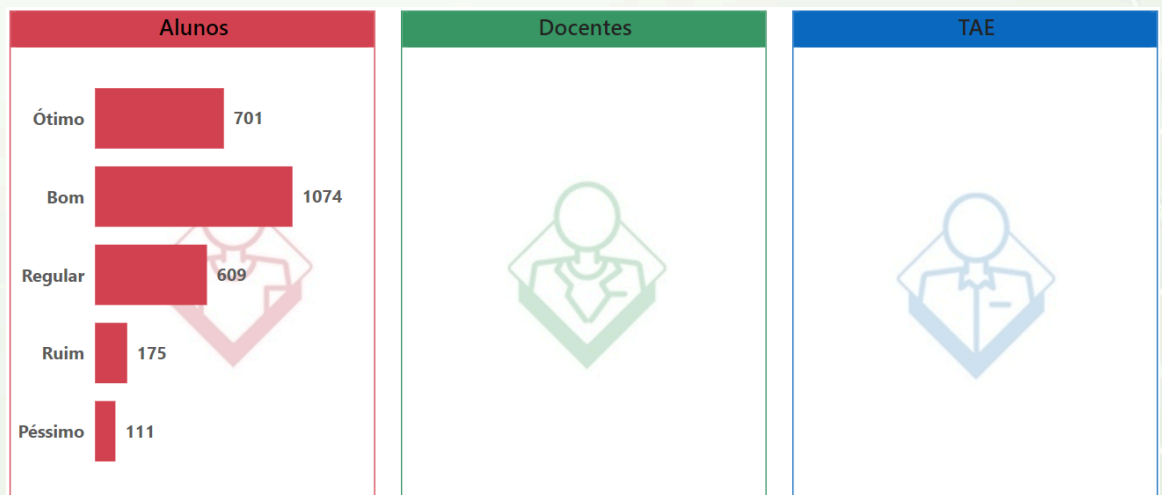 Alunos
Docentes
TAE
Ótimo 701
Bom 1074
Regular 609
Ruim 175
Péssimo 111